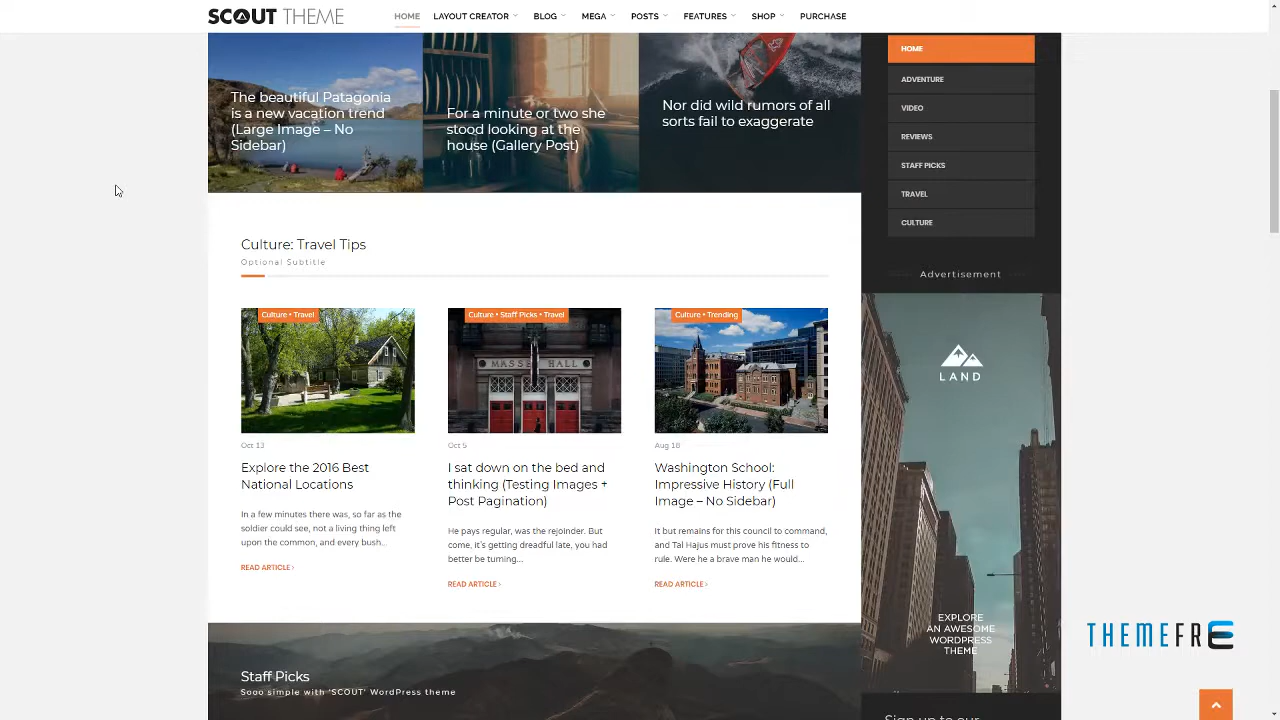 SCOUT THEME
HOME
LAYOUT CREATOR
BLOG
MEGA
POSTS
FEATURES
SHOP
PURCHASE
The beautiful Patagonia
is a new vacation trend
(Large Image – No
Sidebar)
For a minute or two she
stood looking at the
house (Gallery Post)
Nor did wild rumors of all
sorts fail to exaggerate
HOME
ADVENTURE
VIDEO
REVIEWS
STAFF PICKS
TRAVEL
CULTURE
Culture: Travel Tips
Optional Subtitle
Advertisement
Culture • Travel
Oct 13
Explore the 2016 Best
National Locations
In a few minutes there was, so far as the
soldier could see, not a living thing left
upon the common, and every bush...
READ ARTICLE ›
Culture • Staff Picks • Travel
MASSEY HALL
Oct 5
I sat down on the bed and
thinking (Testing Images +
Post Pagination)
He pays regular, was the rejoinder. But
come, it's getting dreadful late, you had
better be turning...
READ ARTICLE ›
Culture • Trending
Aug 18
Washington School:
Impressive History (Full
Image – No Sidebar)
It but remains for this council to command,
and Tal Hajus must prove his fitness to
rule. Were he a brave man he would...
READ ARTICLE ›
LAND
EXPLORE
AN AWESOME
WORDPRESS
THEME
THEMEFRE
Staff Picks
Sooo simple with 'SCOUT' WordPress theme
Sign up to our